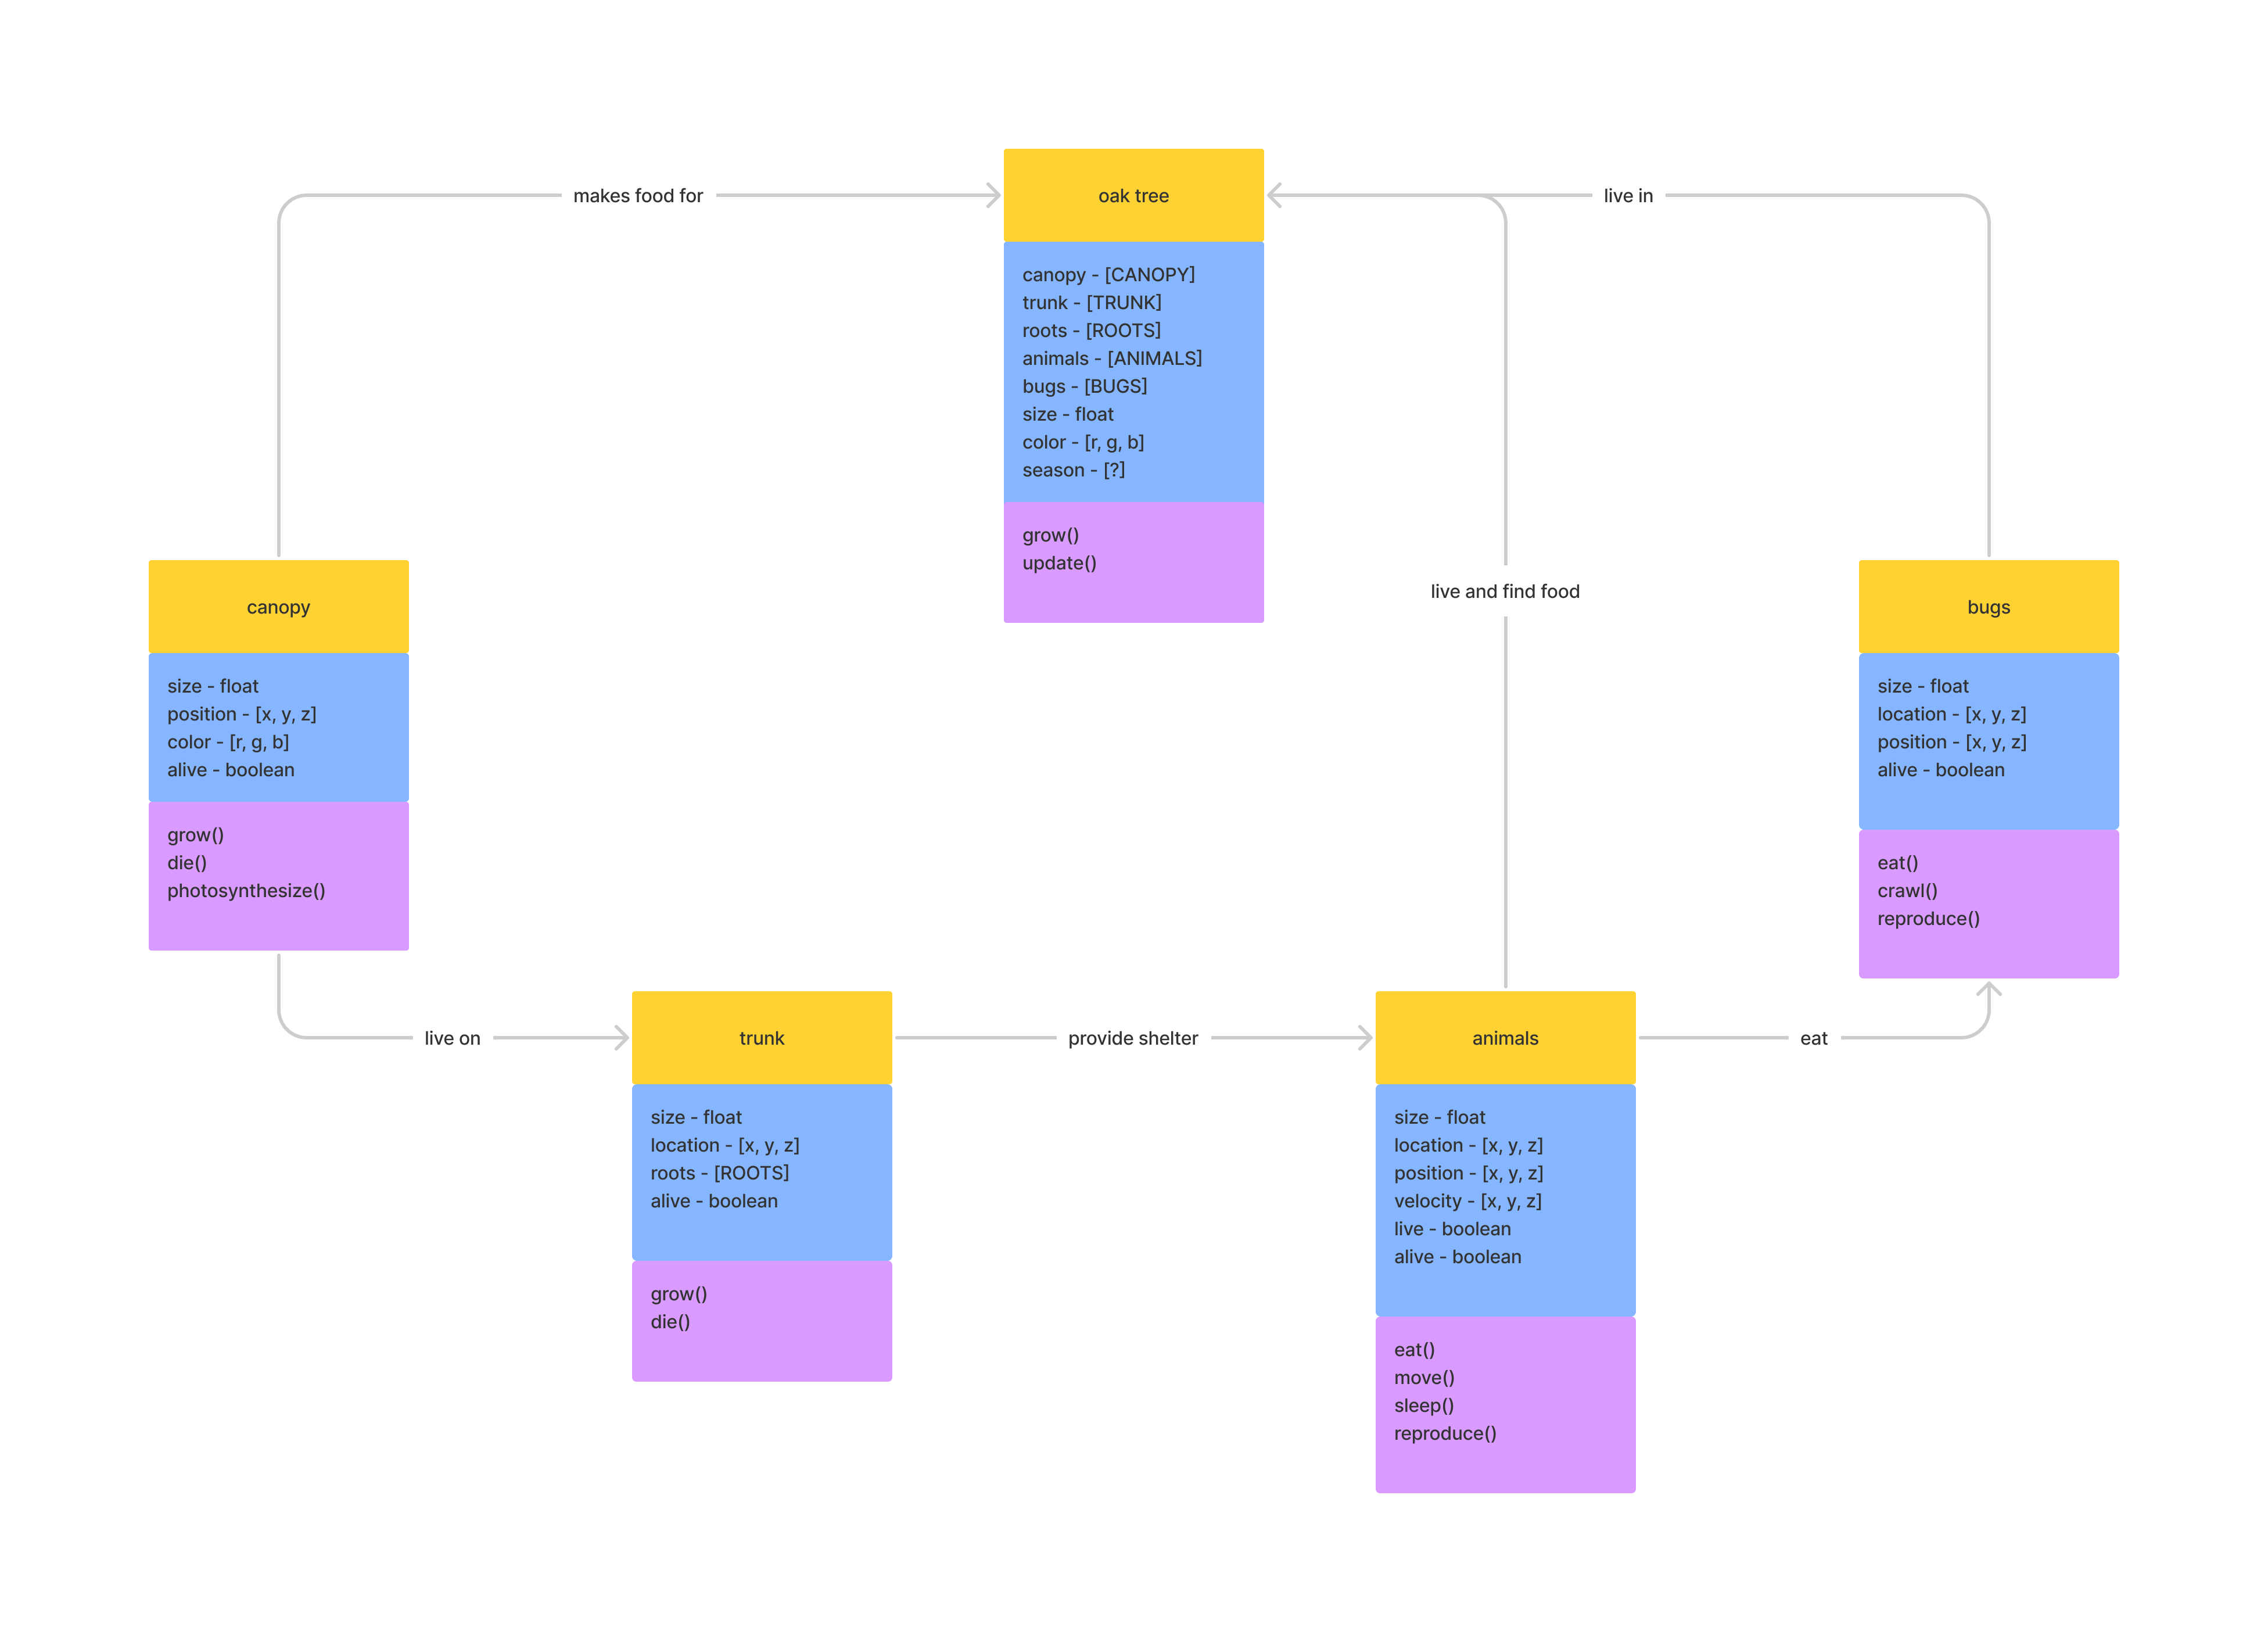 makes food for
oak tree
live in
canopy - [CANOPY]
trunk - [TRUNK]
roots - [ROOTS]
animals - [ANIMALS]
bugs - [BUGS]
size - float
color - [r, g, b]
season - [?]
grow()
update()
live and find food
canopy
size - float
position - [x, y, z]
color - [r, g, b]
alive - boolean
grow()
die()
photosynthesize()
bugs
size - float
location - [x, y, z]
position - [x, y, z]
alive - boolean
eat()
crawl()
reproduce()
live on
trunk
size - float
location - [x, y, z]
roots - [ROOTS]
alive - boolean
grow()
die()
provide shelter
animals
size - float
location - [x, y, z]
position - [x, y, z]
velocity - [x, y, z]
live - boolean
alive - boolean
eat()
move()
sleep()
reproduce()
eat